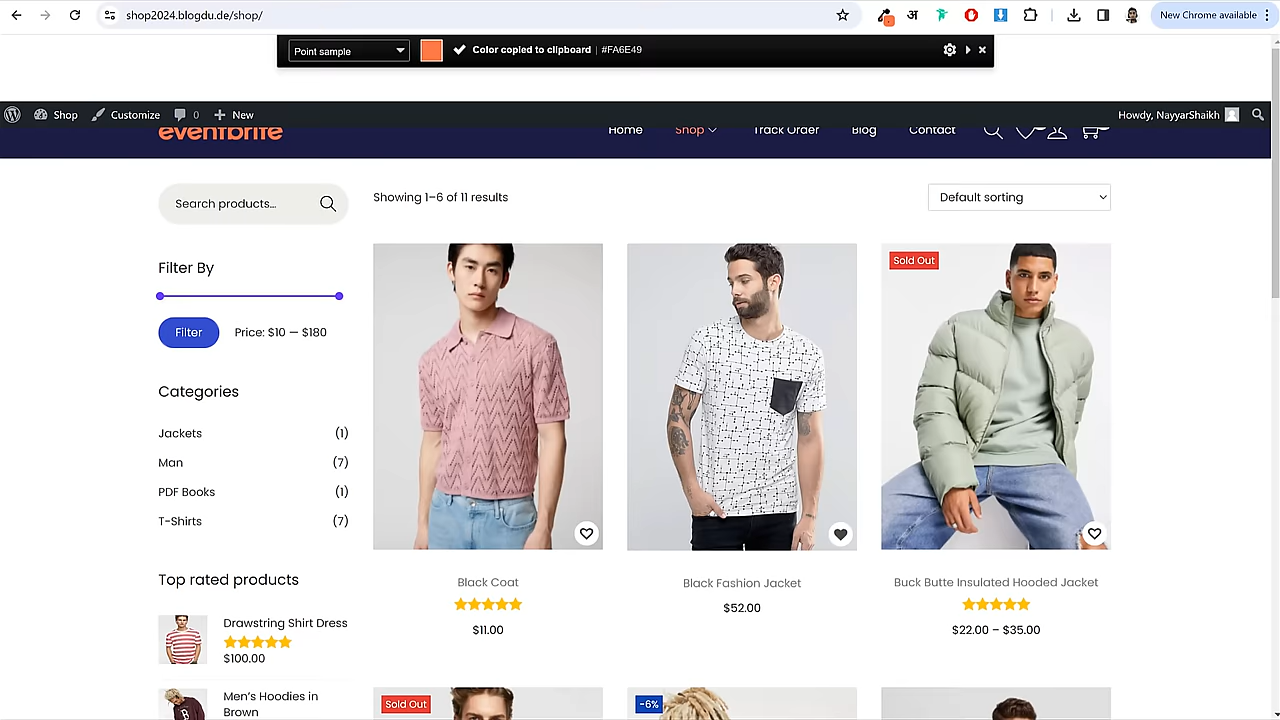 shop2024.blogdu.de/shop/
New Chrome available
Point sample
Color copied to clipboard | #FA6E49
Shop
Customize
0
New
Howdy, NayyarShaikh
eventbrite
Home
Shop
Track Order
Blog
Contact
Search products...
Showing 1–6 of 11 results
Default sorting
Filter By
Filter
Price: $10 — $180
Categories
Jackets (1)
Man (7)
PDF Books (1)
T-Shirts (7)
Top rated products
Drawstring Shirt Dress
$100.00
Men's Hoodies in
Brown
Black Coat
$11.00
Black Fashion Jacket
$52.00
Sold Out
Buck Butte Insulated Hooded Jacket
$22.00 – $35.00
Sold Out
-6%